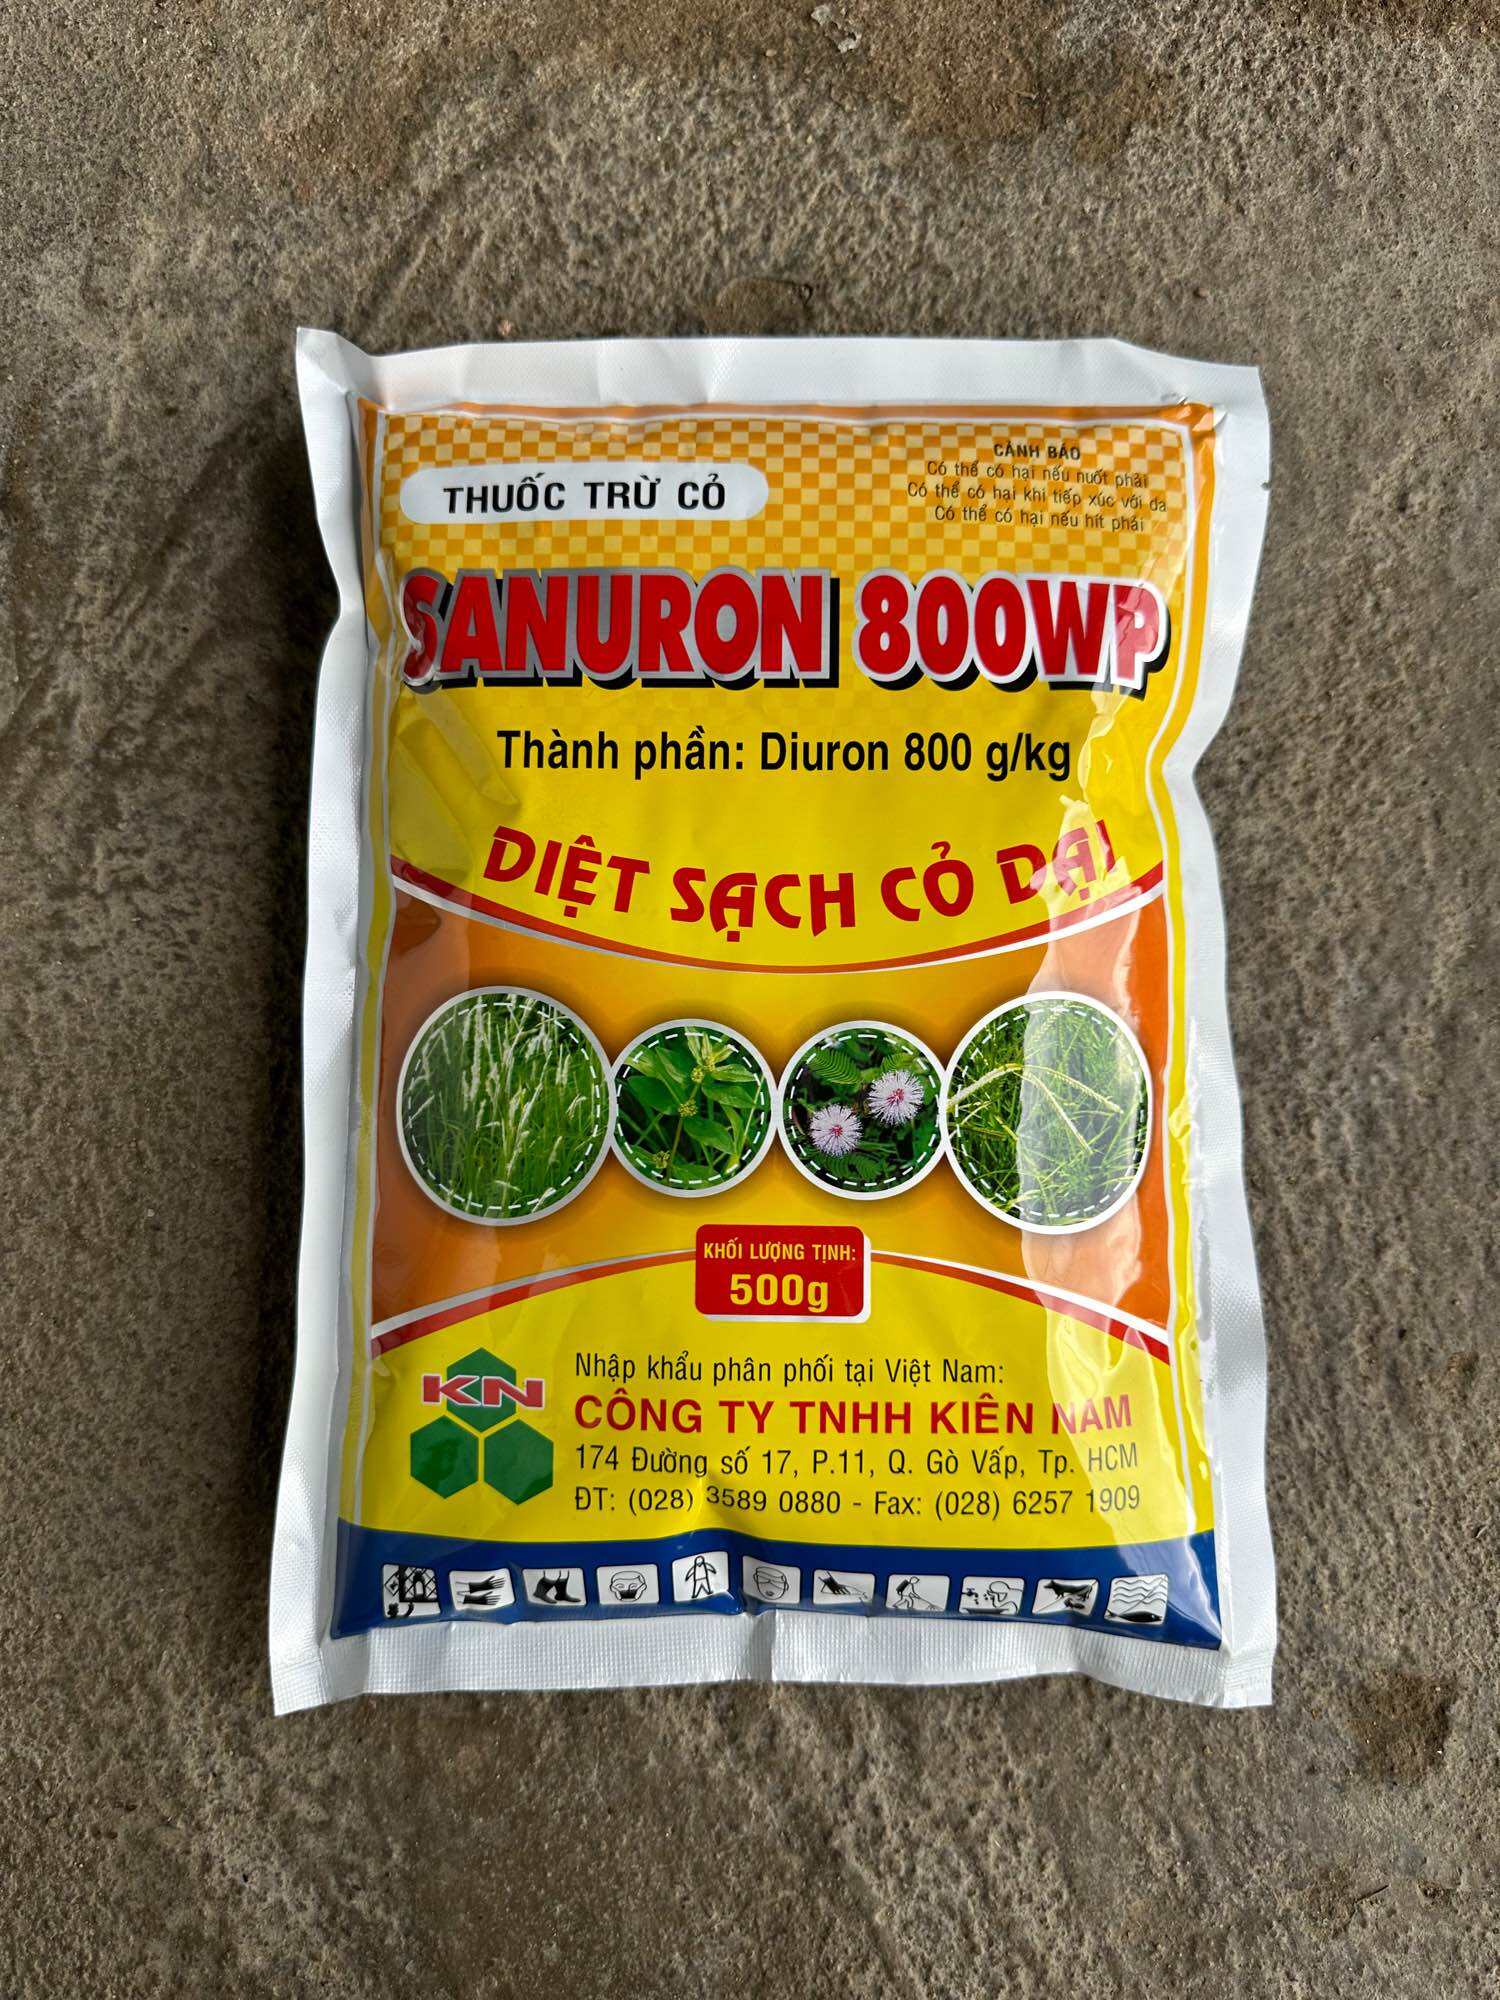 CẢNH BÁO
Có thể có hại nếu nuốt phải
Có thể có hại khi tiếp xúc với da
Có thể có hại nếu hít phải
THUỐC TRỪ CỎ
SANURON 800WP
Thành phần: Diuron 800 g/kg
DIỆT SẠCH CỎ DẠI
KHỐI LƯỢNG TỊNH:
500g
KN
Nhập khẩu phân phối tại Việt Nam:
CÔNG TY TNHH KIÊN NAM
174 Đường số 17, P.11, Q. Gò Vấp, Tp. HCM
ĐT: (028) 3589 0880 - Fax: (028) 6257 1909